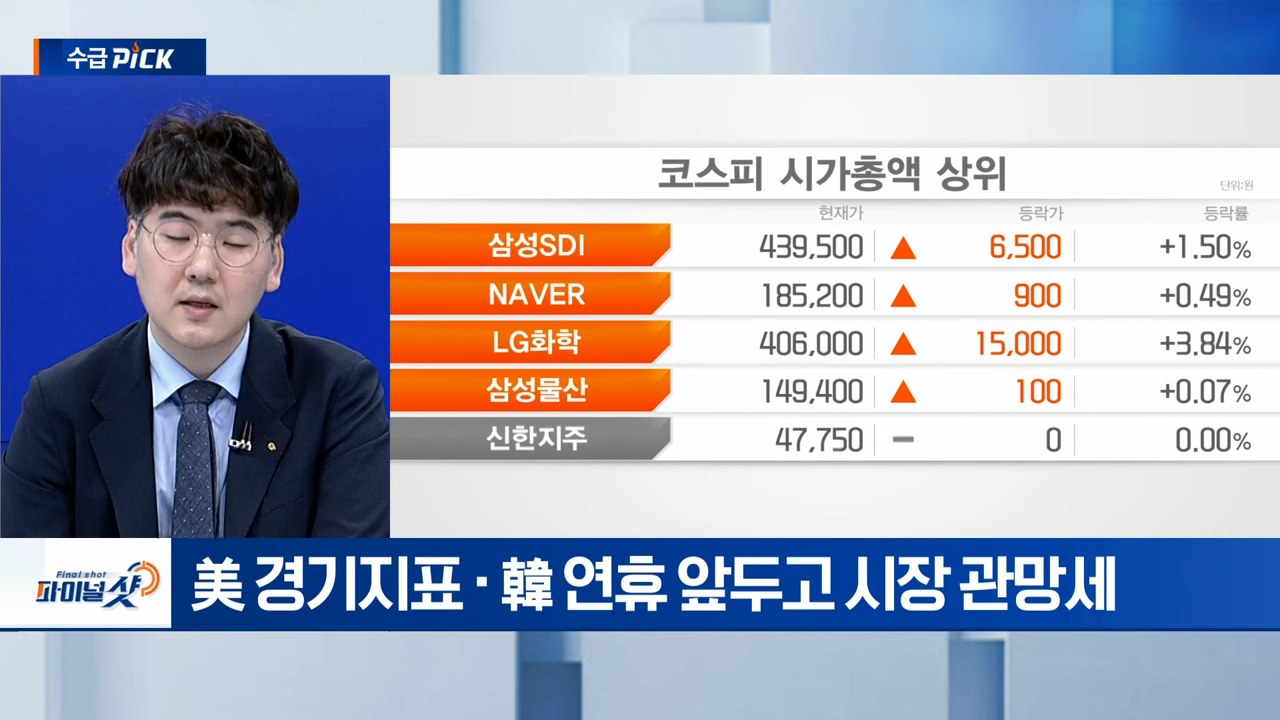 수급 PiCK
코스피 시가총액 상위
단위:원
현재가 등락가 등락률
삼성SDI 439,500 ▲ 6,500 +1.50%
NAVER 185,200 ▲ 900 +0.49%
LG화학 406,000 ▲ 15,000 +3.84%
삼성물산 149,400 ▲ 100 +0.07%
신한지주 47,750 - 0 0.00%
Final shot
파이널샷
美 경기지표·韓 연휴 앞두고 시장 관망세